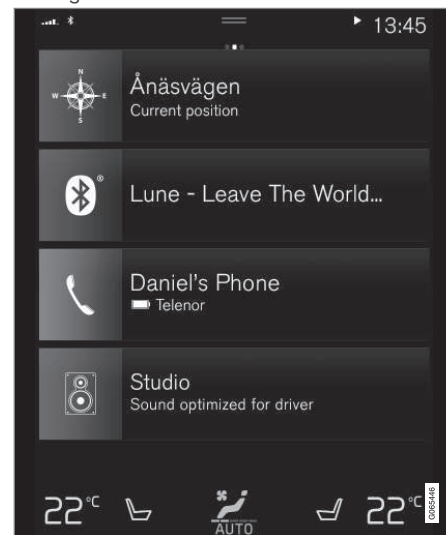 13:45
N
W E
S
Ånäsvägen
Current position
®
Lune - Leave The World...
Daniel's Phone
Telenor
Studio
Sound optimized for driver
22°C
AUTO
22°C
G065446